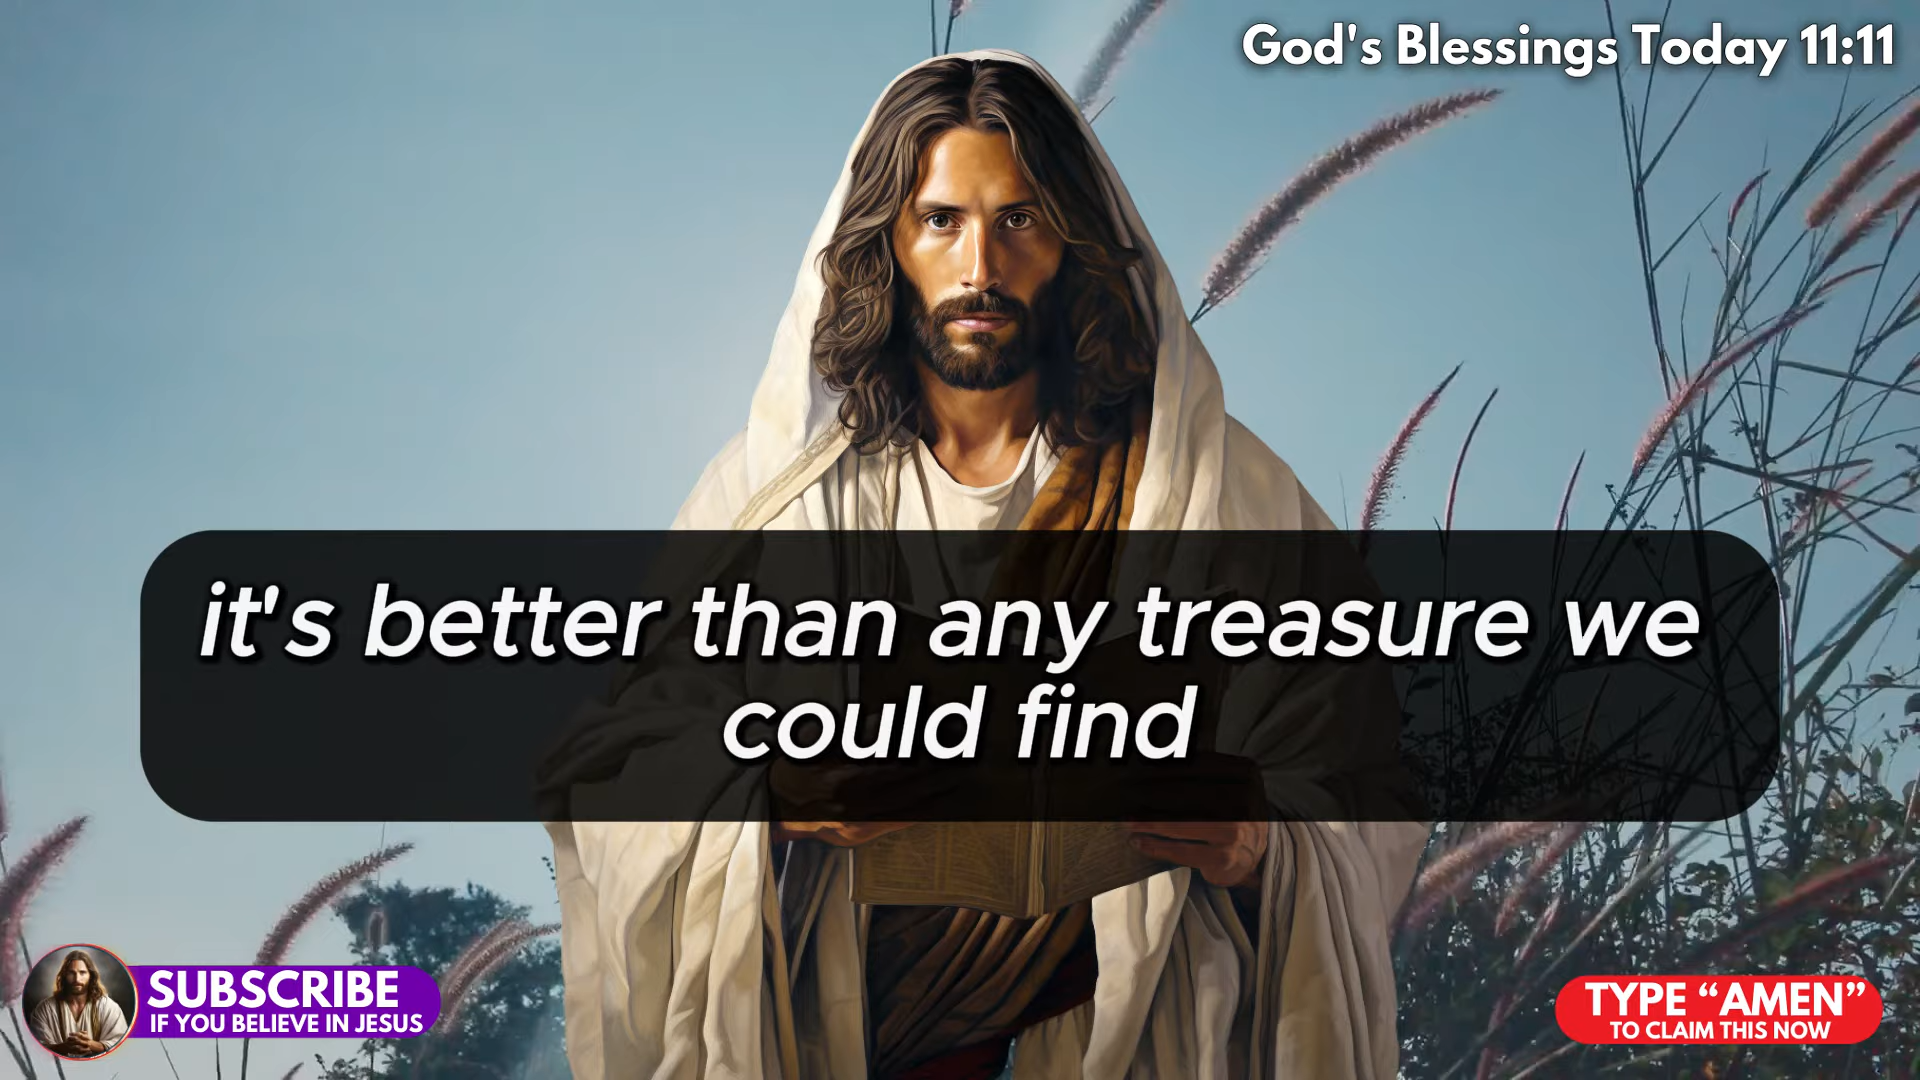 God's Blessings Today 11:11
it's better than any treasure we
could find
SUBSCRIBE
IF YOU BELIEVE IN JESUS
TYPE “AMEN”
TO CLAIM THIS NOW